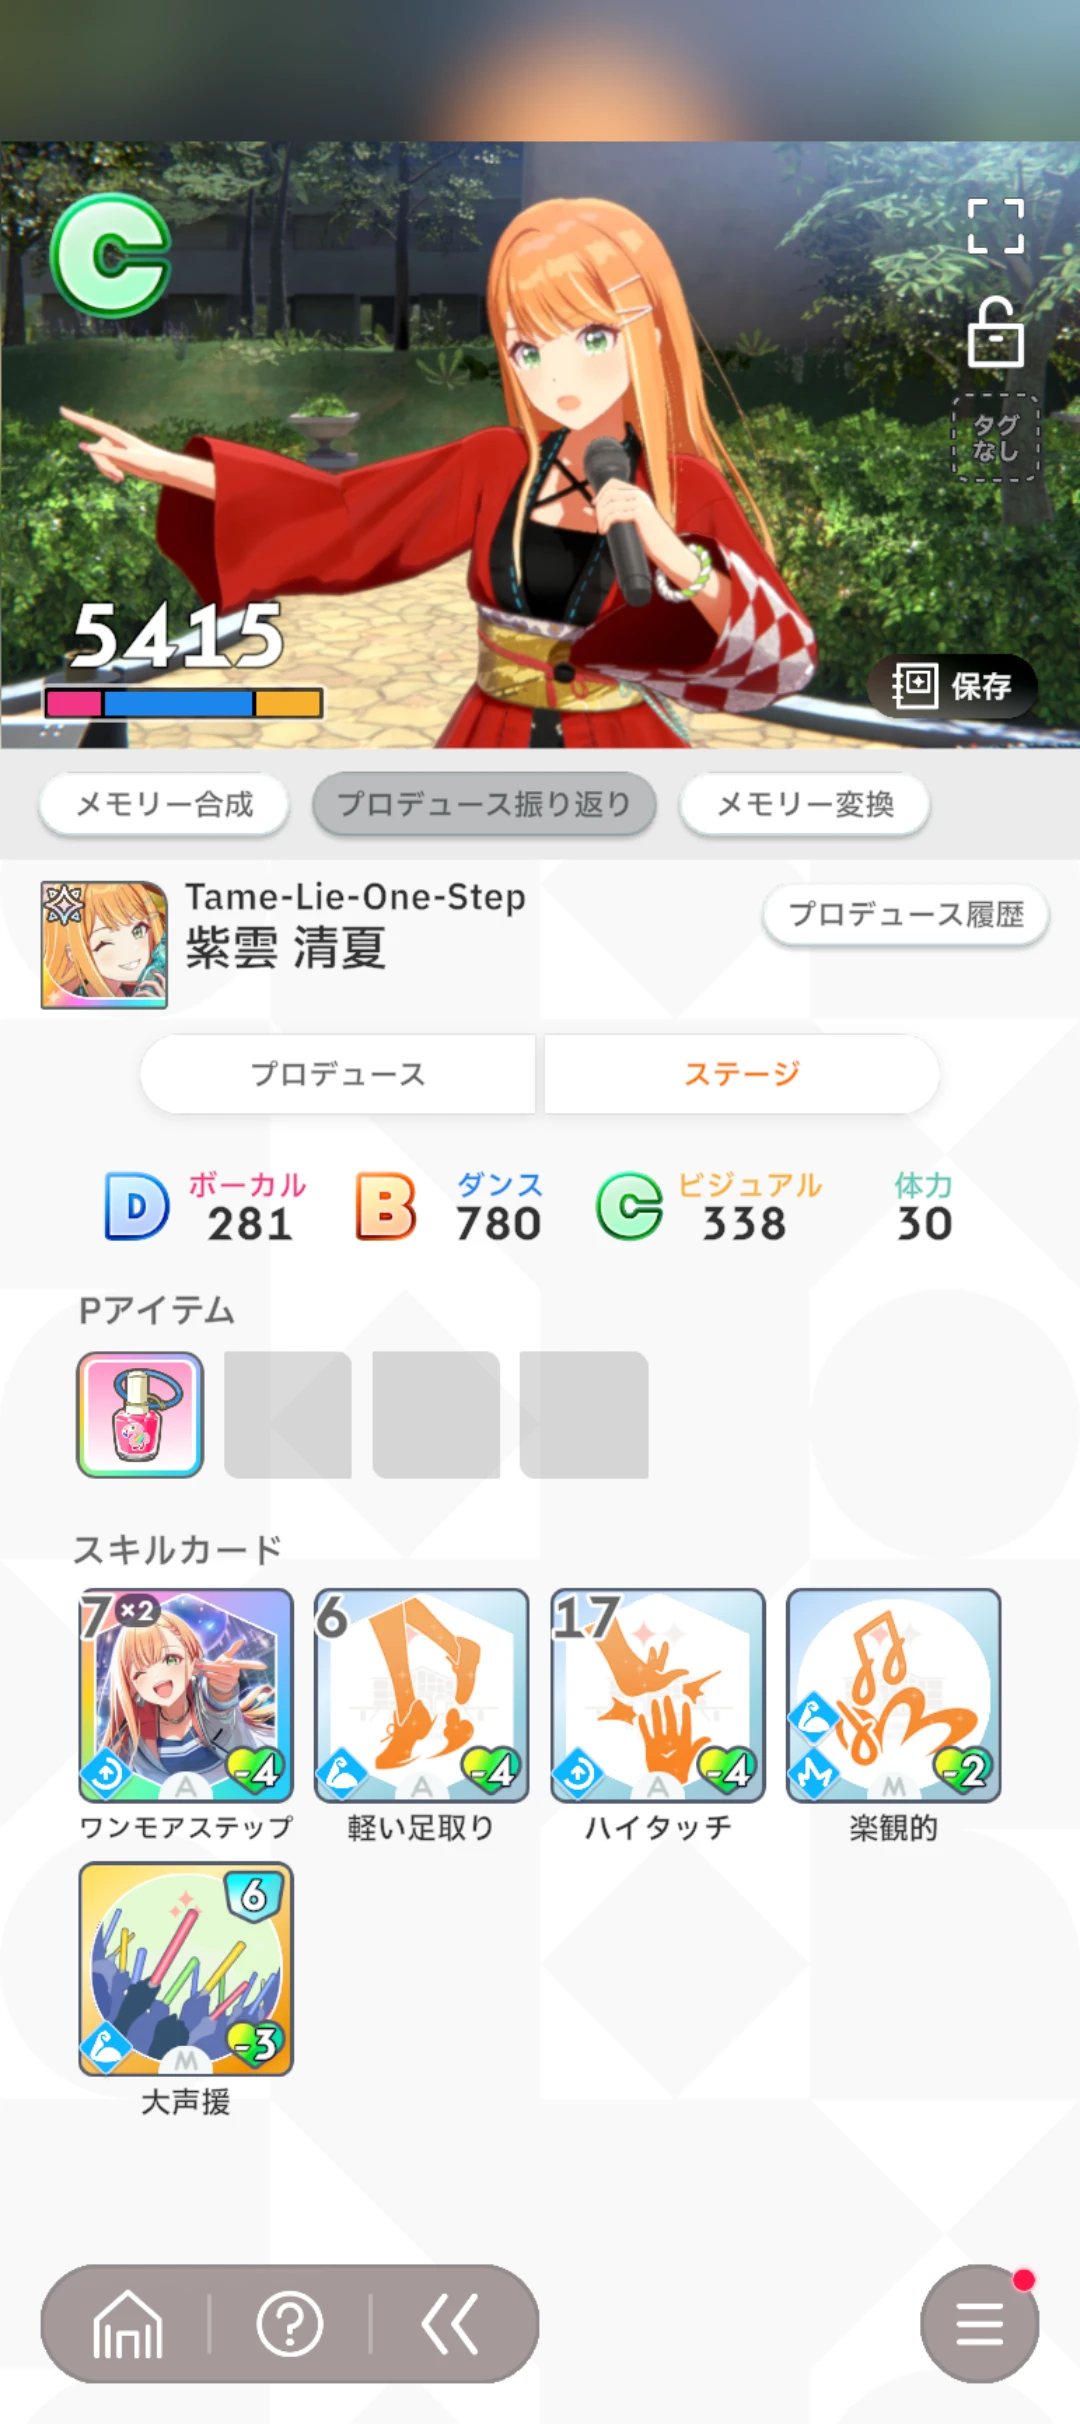 C
タグ
なし
5415
保存
メモリー合成
プロデュース振り返り
メモリー変換
Tame-Lie-One-Step
紫雲 清夏
プロデュース履歴
プロデュース
ステージ
D ボーカル 281
B ダンス 780
C ビジュアル 338
体力 30
Pアイテム
スキルカード
7 ×2 A -4
6 A -4
17 A -4
M -2
ワンモアステップ
軽い足取り
ハイタッチ
楽観的
6 M -3
大声援